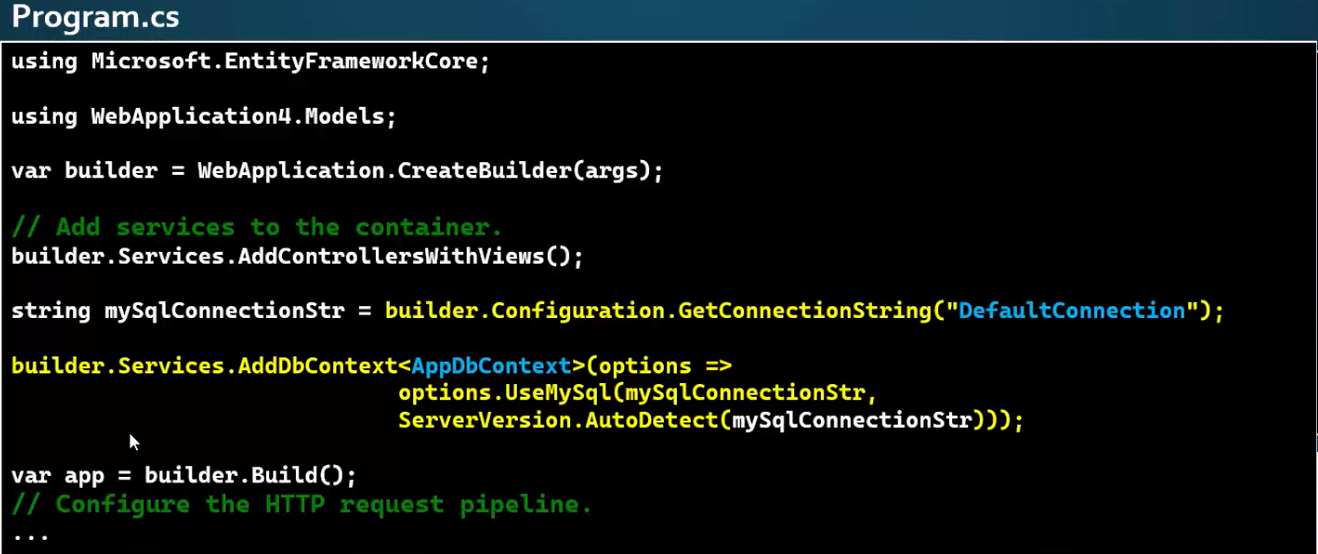 Program.cs
using Microsoft.EntityFrameworkCore;
using WebApplication4.Models;
var builder = WebApplication.CreateBuilder(args);
// Add services to the container.
builder.Services.AddControllersWithViews();
string mySqlConnectionStr = builder.Configuration.GetConnectionString("DefaultConnection");
builder.Services.AddDbContext<AppDbContext>(options =>
options.UseMySql(mySqlConnectionStr,
ServerVersion.AutoDetect(mySqlConnectionStr)));
var app = builder.Build();
// Configure the HTTP request pipeline.
...